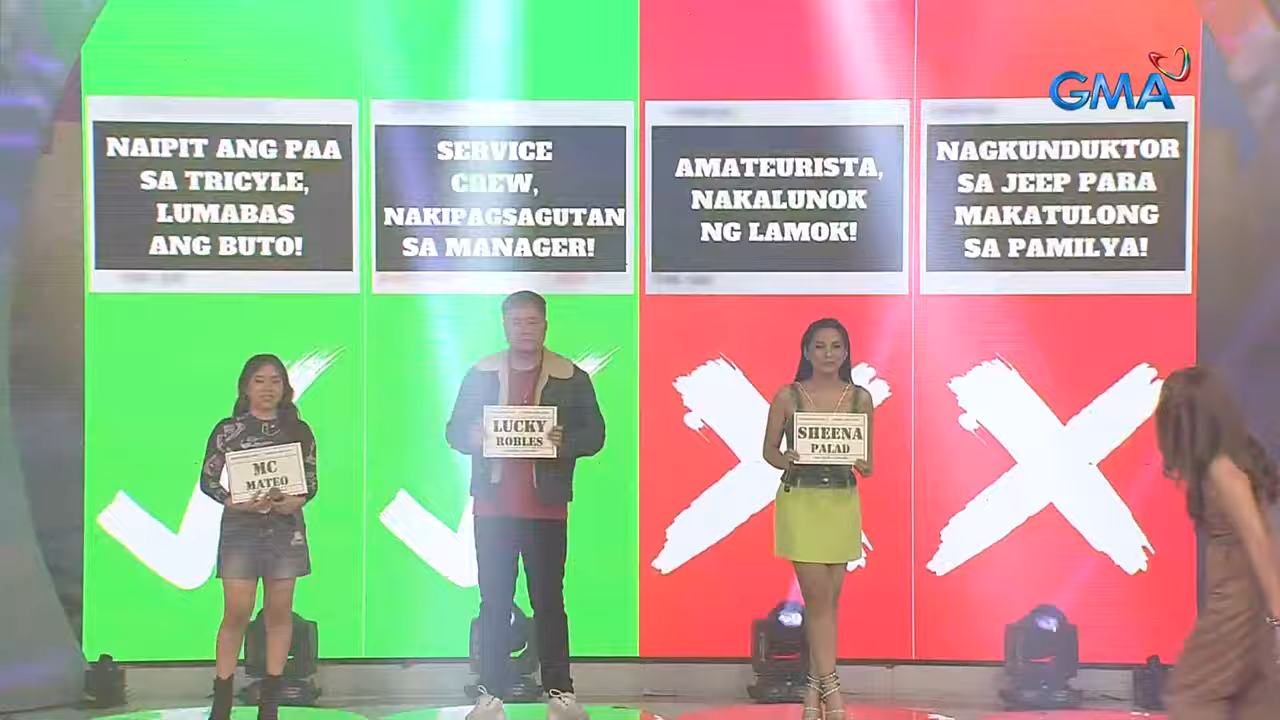 GMA
NAIPIT ANG PAA
SA TRICYLE,
LUMABAS
ANG BUTO!
SERVICE
CREW,
NAKIPAGSAGUTAN
SA MANAGER!
AMATEURISTA,
NAKALUNOK
NG LAMOK!
NAGKUNDUKTOR
SA JEEP PARA
MAKATULONG
SA PAMILYA!
MC
MATEO
LUCKY
ROBLES
SHEENA
PALAD